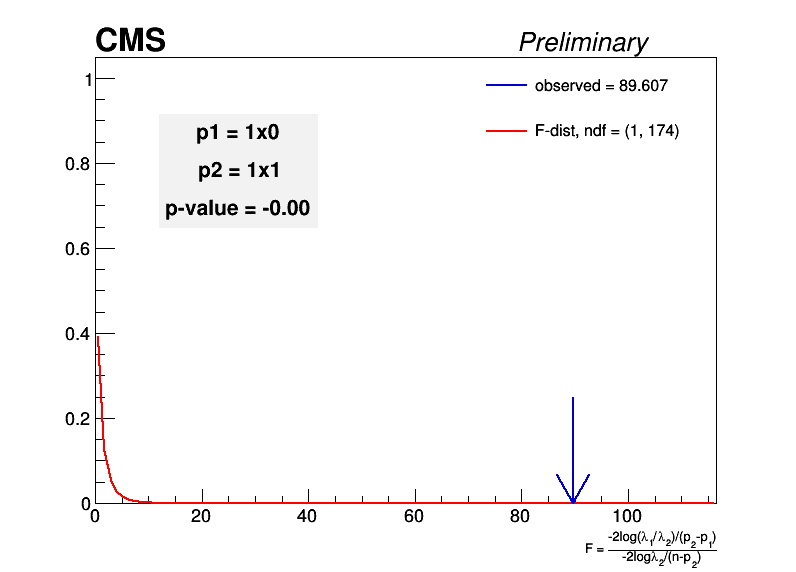 CMS
Preliminary
observed = 89.607
F-dist, ndf = (1, 174)
p1 = 1x0
p2 = 1x1
p-value = -0.00
1
0.8
0.6
0.4
0.2
0
0 20 40 60 80 100
F = -2log(λ1/λ2)/(p2-p1)
-2logλ2/(n-p2)